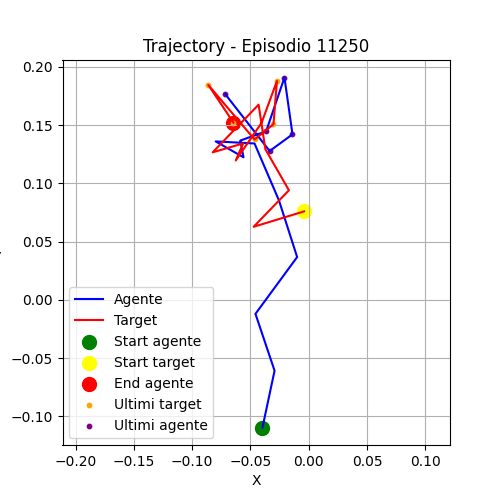 Trajectory - Episodio 11250
0.20
0.15
0.10
0.05
0.00
−0.05
−0.10
Agente
Target
Start agente
Start target
End agente
Ultimi target
Ultimi agente
−0.20 −0.15 −0.10 −0.05 0.00 0.05 0.10
X